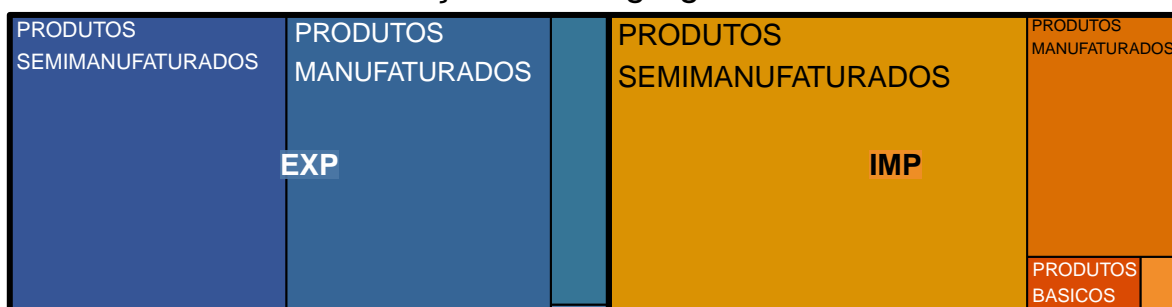 PRODUTOS
SEMIMANUFATURADOS
PRODUTOS
MANUFATURADOS
EXP
PRODUTOS
SEMIMANUFATURADOS
IMP
PRODUTOS
MANUFATURADOS
PRODUTOS
BASICOS